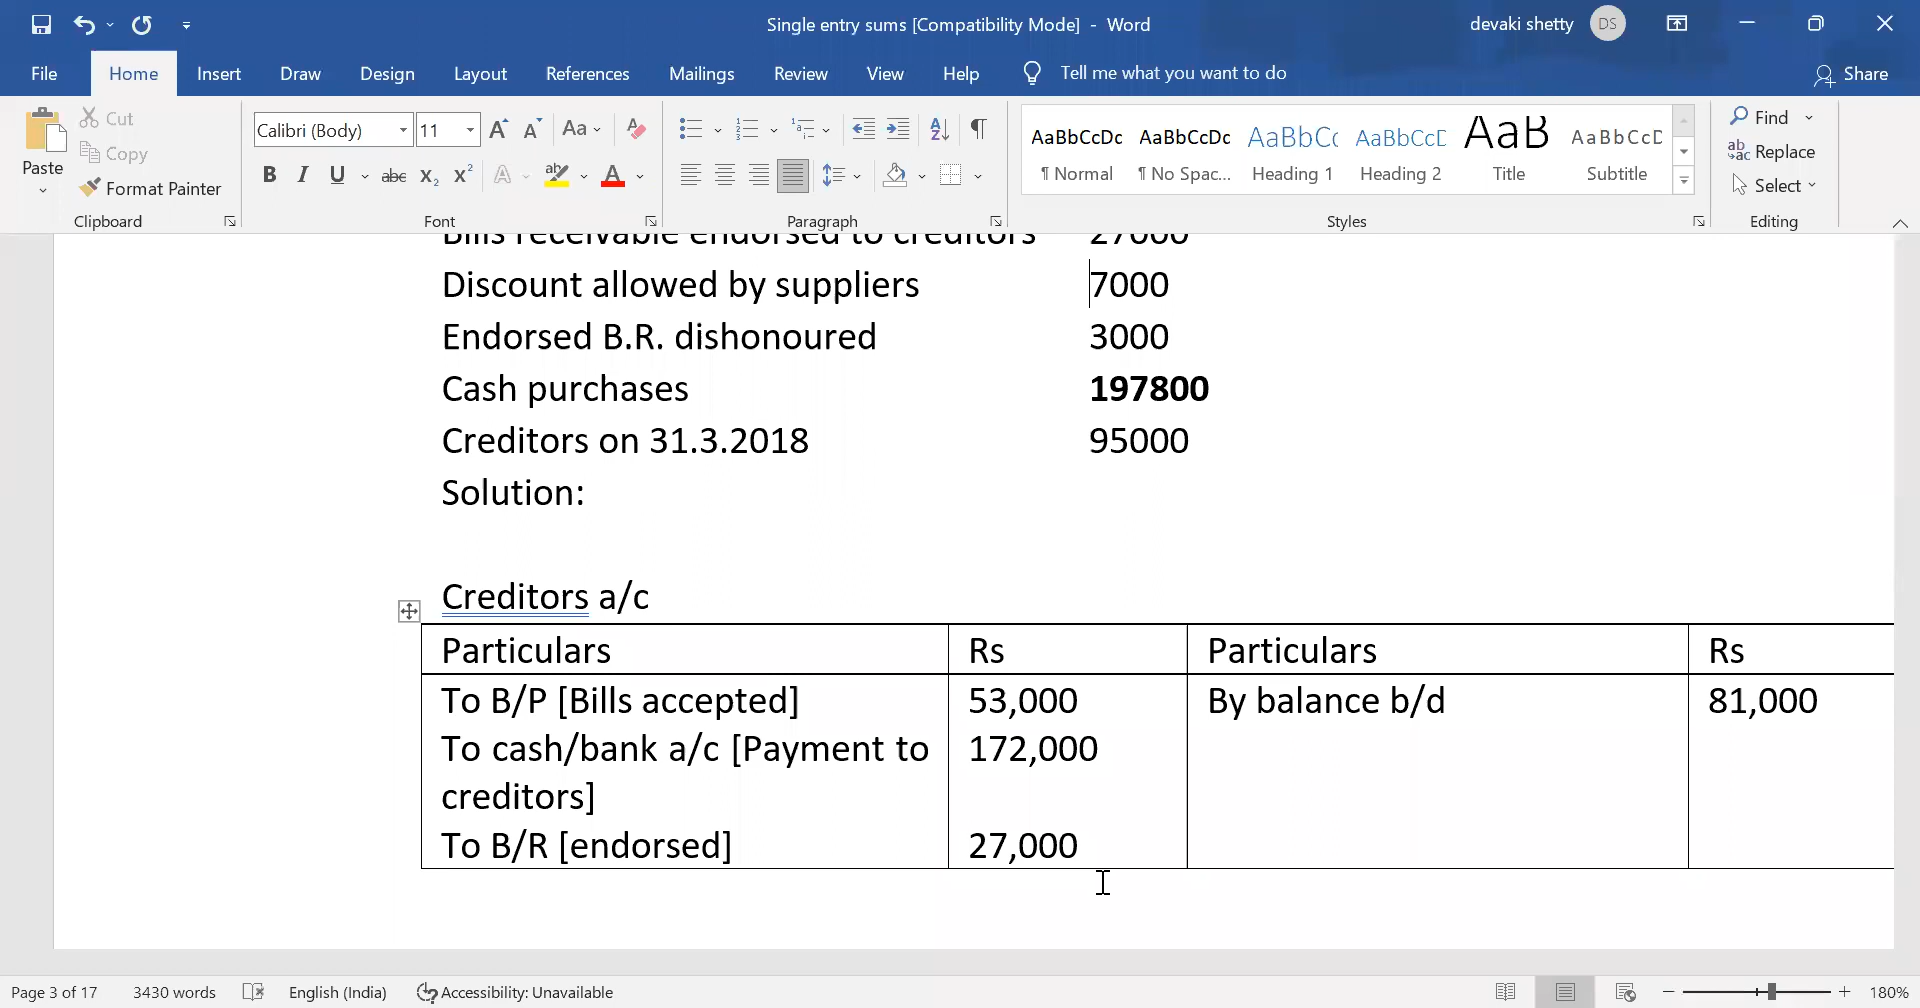 Single entry sums [Compatibility Mode] - Word
devaki shetty DS
File Home Insert Draw Design Layout References Mailings Review View Help Tell me what you want to do Share
Paste
Cut
Copy
Format Painter
Clipboard
Calibri (Body) 11
Font
Paragraph
AaBbCcDc AaBbCcDc AaBbCc AaBbCcD AaB AaBbCcD
¶ Normal ¶ No Spac... Heading 1 Heading 2 Title Subtitle
Styles
Find
Replace
Select
Editing
Bills receivable endorsed to creditors 27000
Discount allowed by suppliers 7000
Endorsed B.R. dishonoured 3000
Cash purchases 197800
Creditors on 31.3.2018 95000
Solution:
Creditors a/c
Particulars Rs Particulars Rs
To B/P [Bills accepted] 53,000 By balance b/d 81,000
To cash/bank a/c [Payment to 172,000
creditors]
To B/R [endorsed] 27,000
Page 3 of 17 3430 words English (India) Accessibility: Unavailable 180%